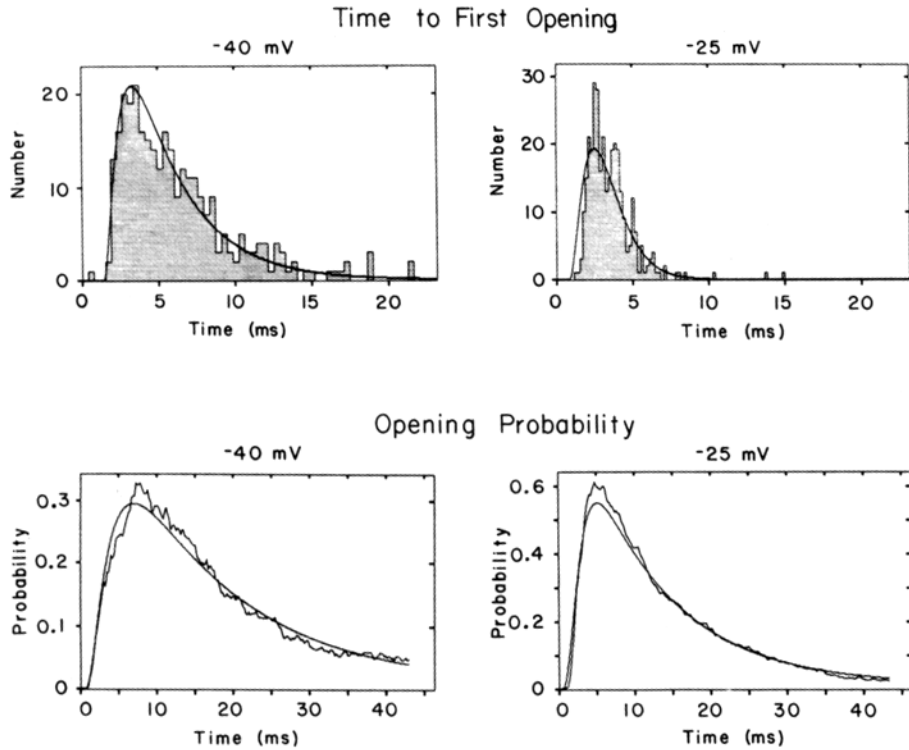 Time to First Opening
-40 mV
-25 mV
Number
20
10
0
0 5 10 15 20
Time (ms)
Number
30
20
10
0
0 5 10 15 20
Time (ms)
Opening Probability
-40 mV
-25 mV
Probability
0.3
0.2
0.1
0
0 10 20 30 40
Time (ms)
Probability
0.6
0.4
0.2
0
0 10 20 30 40
Time (ms)